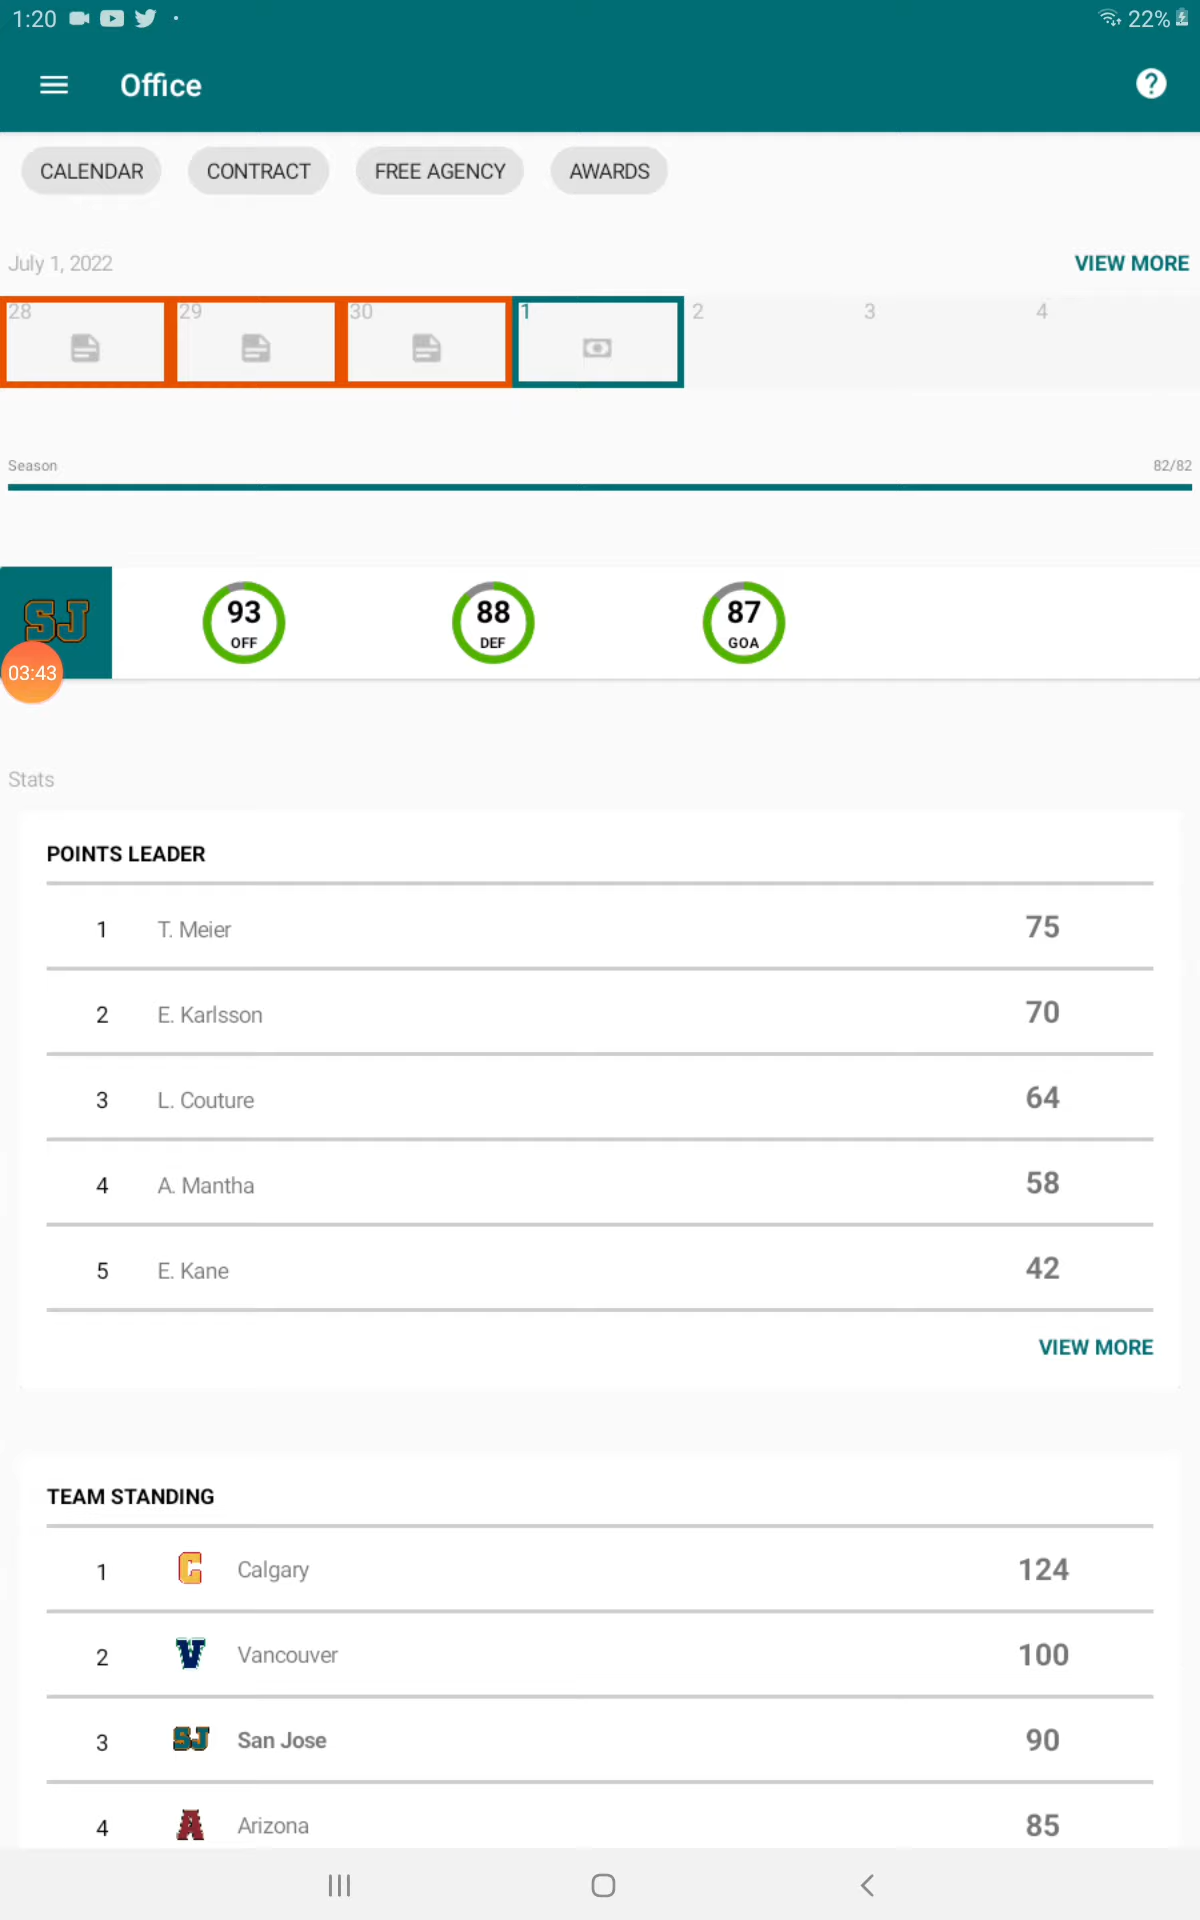 1:20 22%
Office
CALENDAR CONTRACT FREE AGENCY AWARDS
July 1, 2022 VIEW MORE
28 29 30 1 2 3 4
Season 82/82
SJ 93 88 87
OFF DEF GOA
03:43
Stats
POINTS LEADER
1 T. Meier 75
2 E. Karlsson 70
3 L. Couture 64
4 A. Mantha 58
5 E. Kane 42
VIEW MORE
TEAM STANDING
1 C Calgary 124
2 V Vancouver 100
3 SJ San Jose 90
4 A Arizona 85